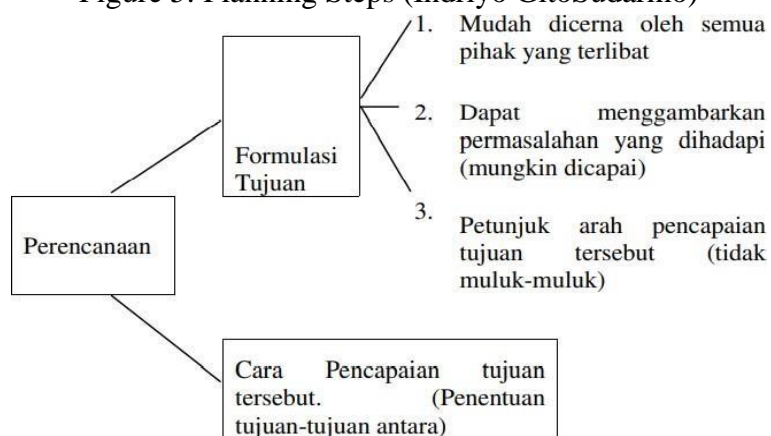 Figure 3. Planning Steps (Indriyo GitoSudarmo)
1. Mudah dicerna oleh semua
pihak yang terlibat
2. Dapat menggambarkan
permasalahan yang dihadapi
(mungkin dicapai)
Formulasi
Tujuan
3. Petunjuk arah pencapaian
tujuan tersebut (tidak
muluk-muluk)
Perencanaan
Cara Pencapaian tujuan
tersebut. (Penentuan
tujuan-tujuan antara)